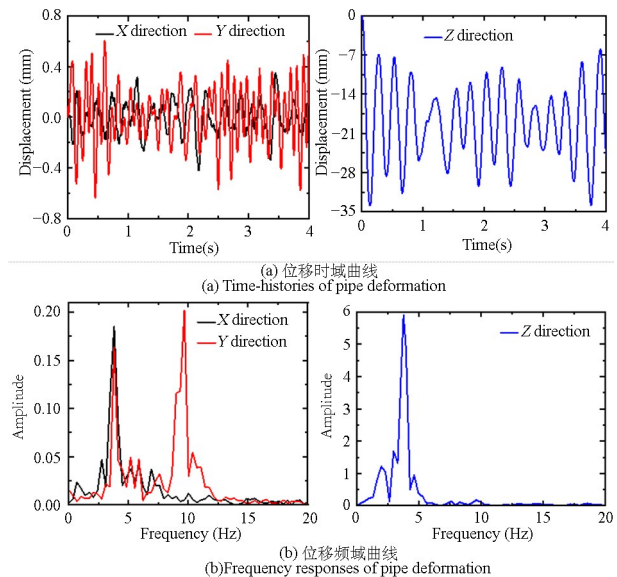 X direction
Y direction
0.8
0.4
0.0
−0.4
−0.8
Displacement (mm)
0 1 2 3 4
Time(s)
Z direction
0
−7
−14
−21
−28
−35
Displacement (mm)
0 1 2 3 4
Time(s)
(a) 位移时域曲线
(a) Time-histories of pipe deformation
X direction
Y direction
0.20
0.15
0.10
0.05
0.00
Amplitude
0 5 10 15 20
Frequency (Hz)
Z direction
6
5
4
3
2
1
0
Amplitude
0 5 10 15 20
Frequency (Hz)
(b) 位移频域曲线
(b)Frequency responses of pipe deformation